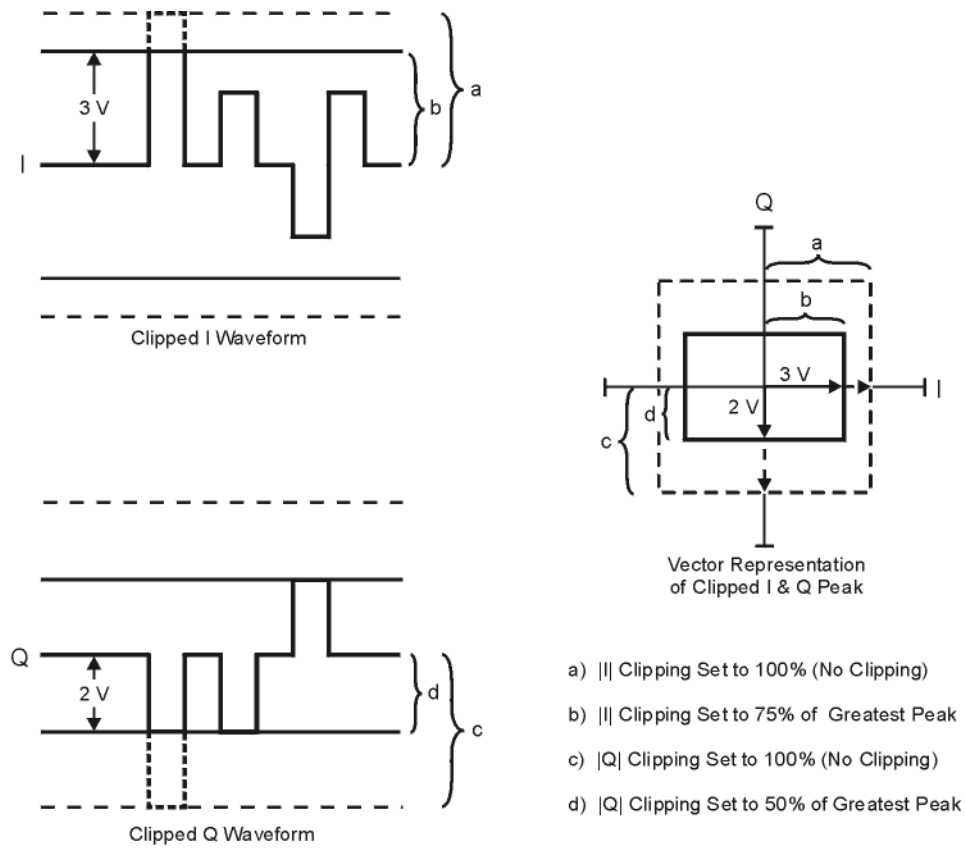 3 V
b
a
I
Clipped I Waveform
Q
a
b
3 V
I
2 V
d
c
Vector Representation
of Clipped I & Q Peak
Q
2 V
d
c
Clipped Q Waveform
a) |I| Clipping Set to 100% (No Clipping)
b) |I| Clipping Set to 75% of Greatest Peak
c) |Q| Clipping Set to 100% (No Clipping)
d) |Q| Clipping Set to 50% of Greatest Peak